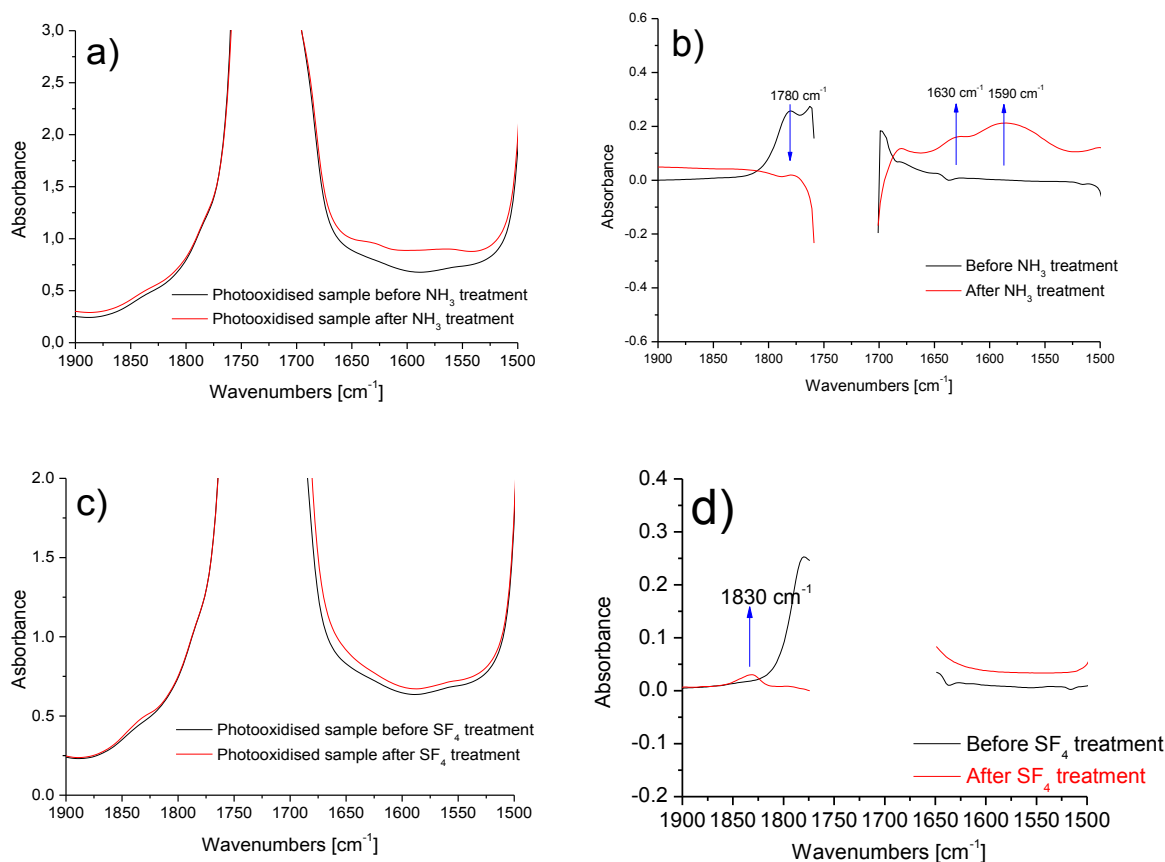 a)
3,0
2,5
2,0
1,5
1,0
0,5
0,0
Absorbance
Photooxidised sample before NH₃ treatment
Photooxidised sample after NH₃ treatment
1900 1850 1800 1750 1700 1650 1600 1550 1500
Wavenumbers [cm⁻¹]
b)
0.6
0.4
0.2
0.0
-0.2
-0.4
-0.6
Absorbance
1780 cm⁻¹
1630 cm⁻¹
1590 cm⁻¹
Before NH₃ treatment
After NH₃ treatment
1900 1850 1800 1750 1700 1650 1600 1550 1500
Wavenumbers [cm⁻¹]
c)
2.0
1.5
1.0
0.5
0.0
Asborbance
Photooxidised sample before SF₄ treatment
Photooxidised sample after SF₄ treatment
1900 1850 1800 1750 1700 1650 1600 1550 1500
Wavenumbers [cm⁻¹]
d)
0.4
0.3
0.2
0.1
0.0
-0.1
-0.2
Absorbance
1830 cm⁻¹
Before SF₄ treatment
After SF₄ treatment
1900 1850 1800 1750 1700 1650 1600 1550 1500
Wavenumbers [cm⁻¹]